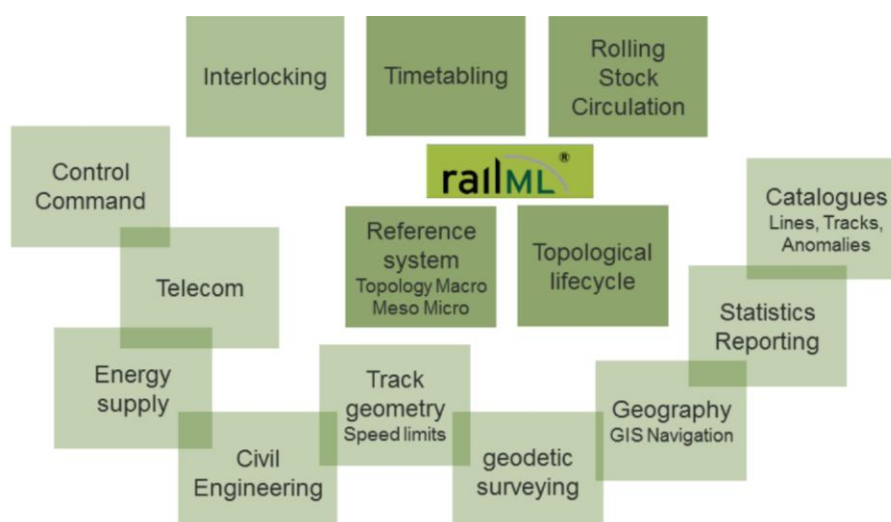 Interlocking
Timetabling
Rolling
Stock
Circulation
railML®
Control
Command
Catalogues
Lines, Tracks,
Anomalies
Reference
system
Topology Macro
Meso Micro
Topological
lifecycle
Telecom
Statistics
Reporting
Energy
supply
Track
geometry
Speed limits
Geography
GIS Navigation
Civil
Engineering
geodetic
surveying